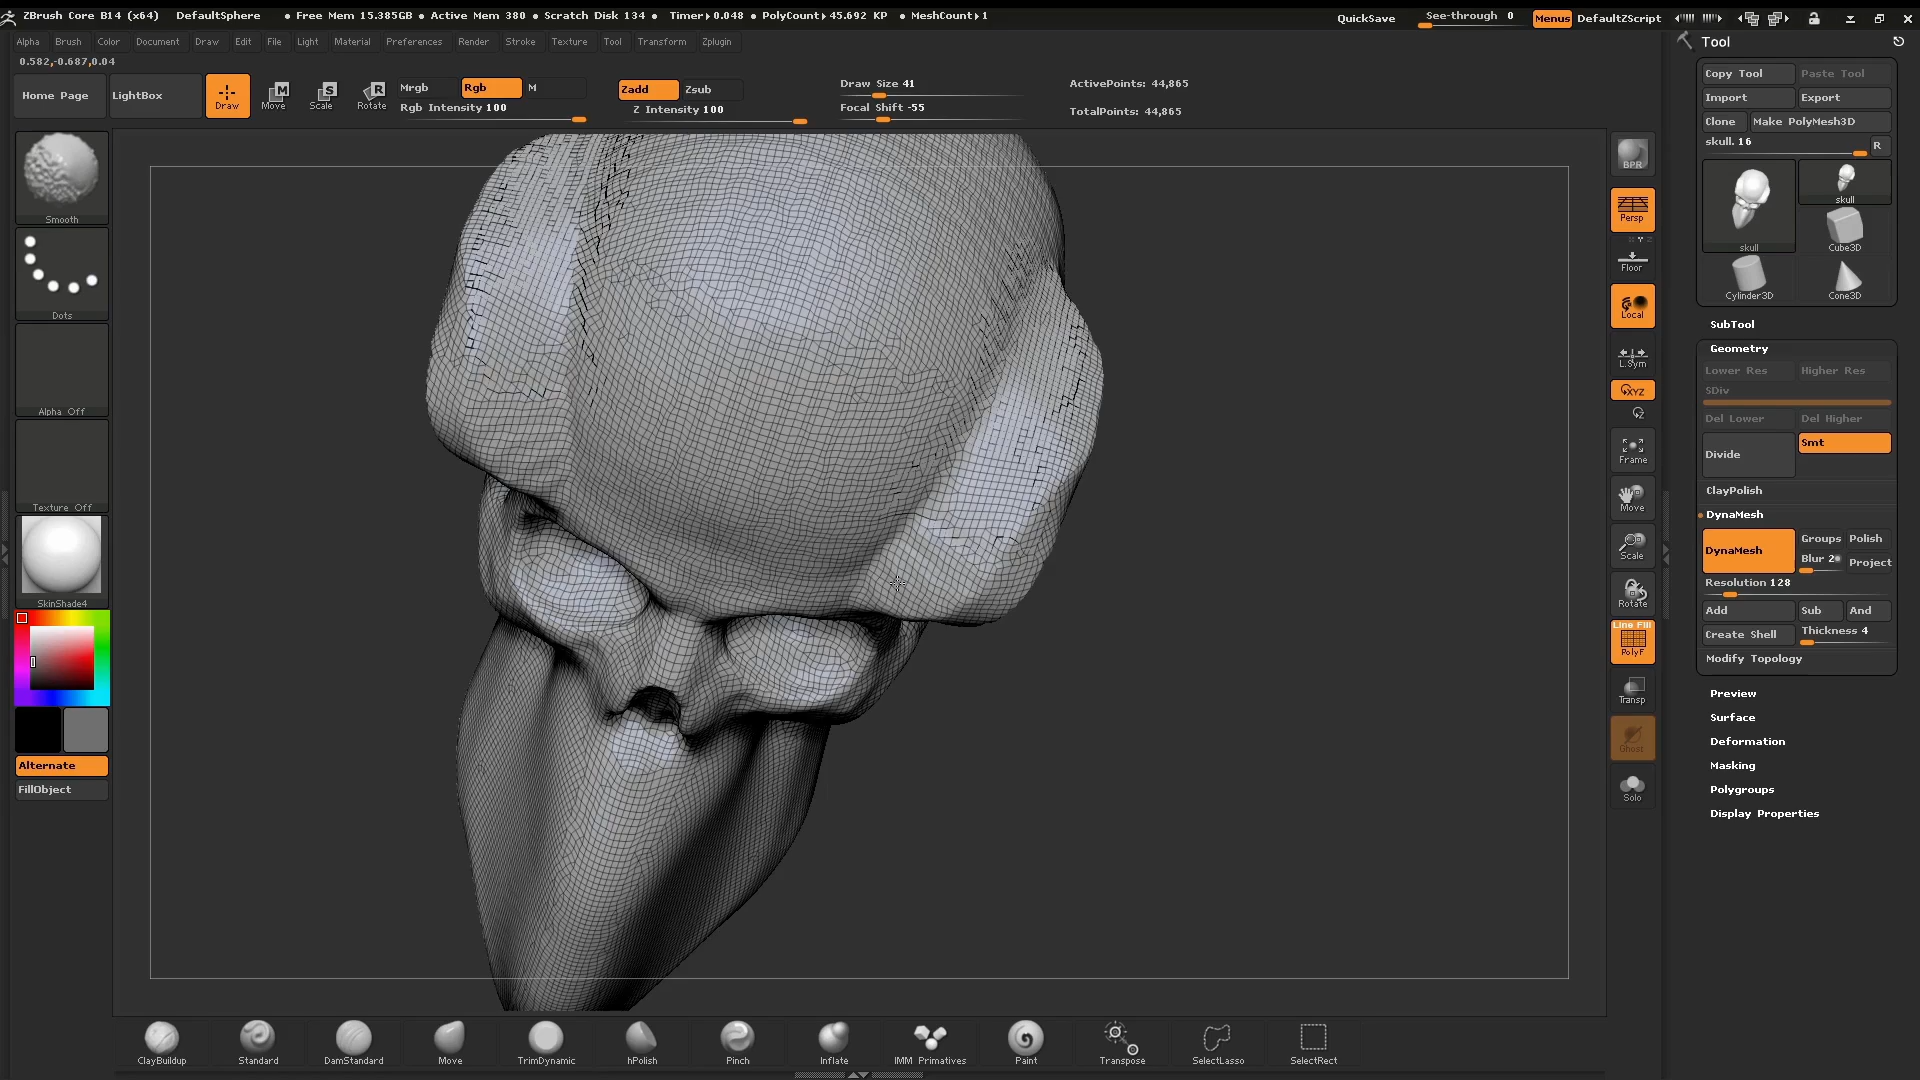 ZBrush Core B14 (x64) DefaultSphere • Free Mem 15.385GB • Active Mem 380 • Scratch Disk 134 • Timer▸0.048 • PolyCount▸45.692 KP • MeshCount▸1 QuickSave See-through 0 Menus DefaultZScript
Alpha Brush Color Document Draw Edit File Light Material Preferences Render Stroke Texture Tool Transform Zplugin
Tool
0.582,-0.687,0.04
Home Page
LightBox
Draw
Move
M
Scale
S
Rotate
R
Mrgb Rgb M
Rgb Intensity 100
Zadd Zsub
Z Intensity 100
Draw Size 41
Focal Shift -55
ActivePoints: 44,865
TotalPoints: 44,865
Smooth
Dots
Alpha Off
Texture Off
SkinShade4
Alternate
FillObject
BPR
Persp
Floor
Local
L.Sym
XYZ
Frame
Move
Scale
Rotate
Line Fill
PolyF
Transp
Ghost
Solo
Copy Tool Paste Tool
Import Export
Clone Make PolyMesh3D
skull. 16 R
skull
skull
Cube3D
Cylinder3D
Cone3D
SubTool
Geometry
Lower Res Higher Res
SDiv
Del Lower Del Higher
Divide
Smt
ClayPolish
DynaMesh
DynaMesh
Groups Polish
Blur 2 Project
Resolution 128
Add Sub And
Create Shell Thickness 4
Modify Topology
Preview
Surface
Deformation
Masking
Polygroups
Display Properties
ClayBuildup Standard DamStandard Move TrimDynamic hPolish Pinch Inflate IMM Primatives Paint Transpose SelectLasso SelectRect